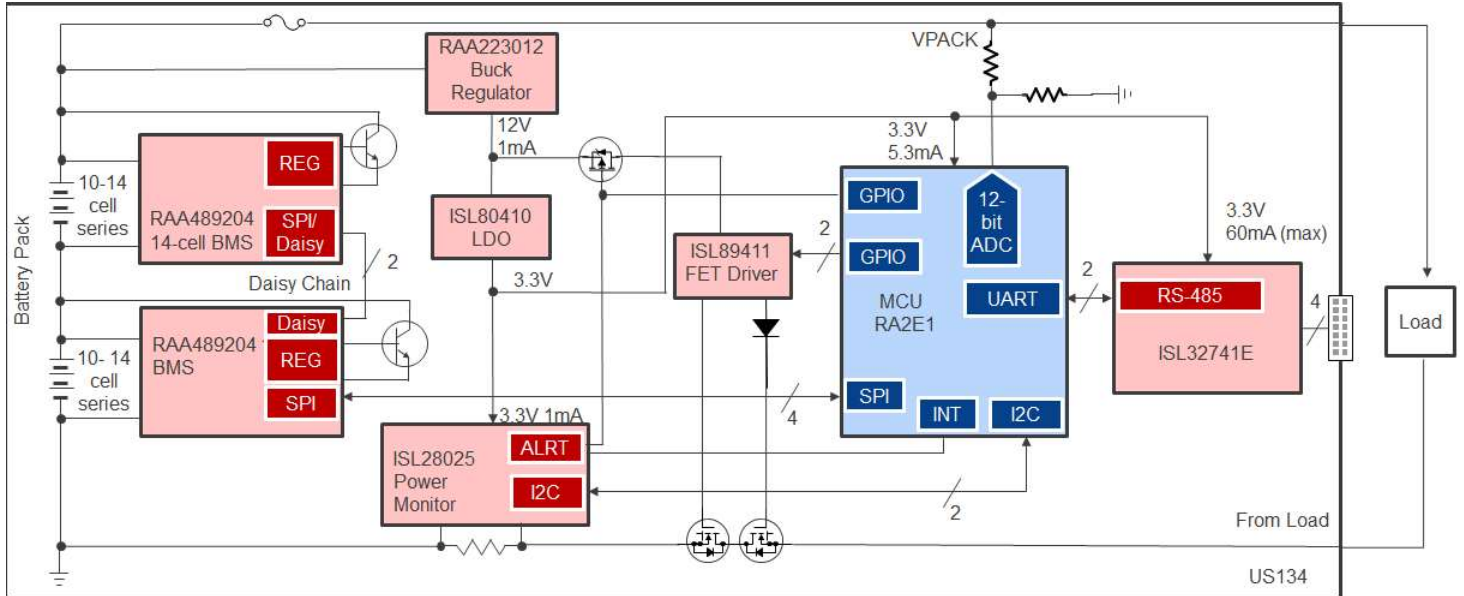 RAA223012
Buck
Regulator
VPACK
12V
1mA
3.3V
5.3mA
REG
SPI/
Daisy
RAA489204
14-cell BMS
10-14
cell
series
Battery Pack
Daisy Chain
2
ISL80410
LDO
3.3V
ISL89411
FET Driver
2
GPIO
GPIO
12-
bit
ADC
MCU
RA2E1
UART
2
3.3V
60mA (max)
RS-485
ISL32741E
4
Load
Daisy
REG
SPI
RAA489204
BMS
10- 14
cell
series
4
SPI
INT
I2C
3.3V 1mA
ISL28025
Power
Monitor
ALRT
I2C
2
From Load
US134